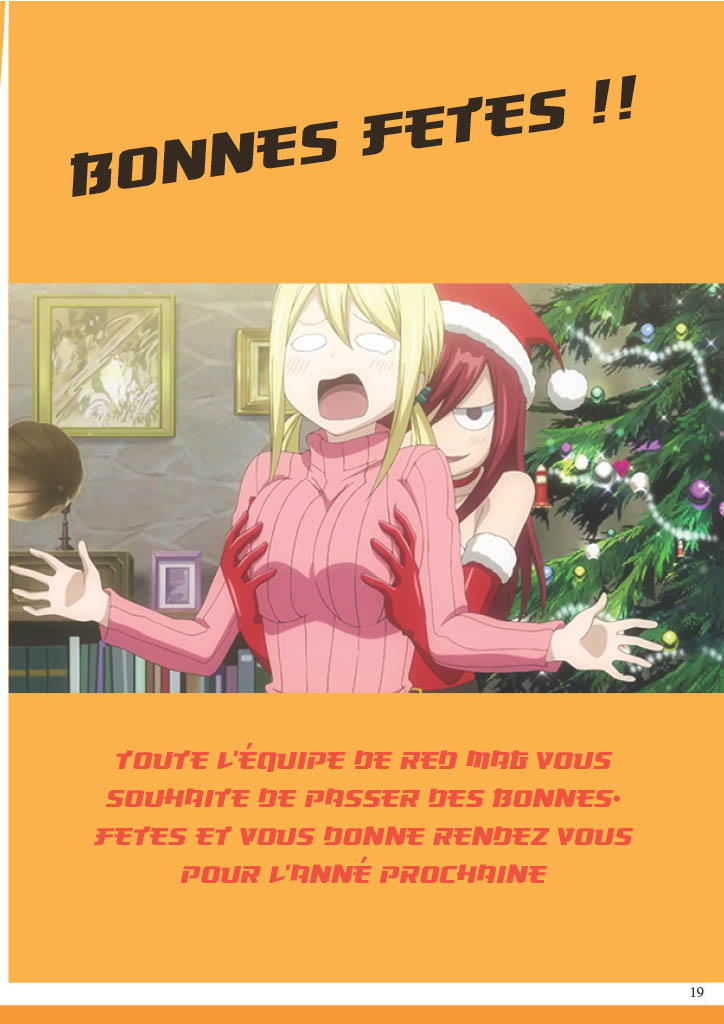 BONNES FETES !!
TOUTE L'ÉQUIPE DE RED MAG VOUS
SOUHAITE DE PASSER DES BONNES•
FETES ET VOUS DONNE RENDEZ VOUS
POUR L'ANNÉ PROCHAINE
19